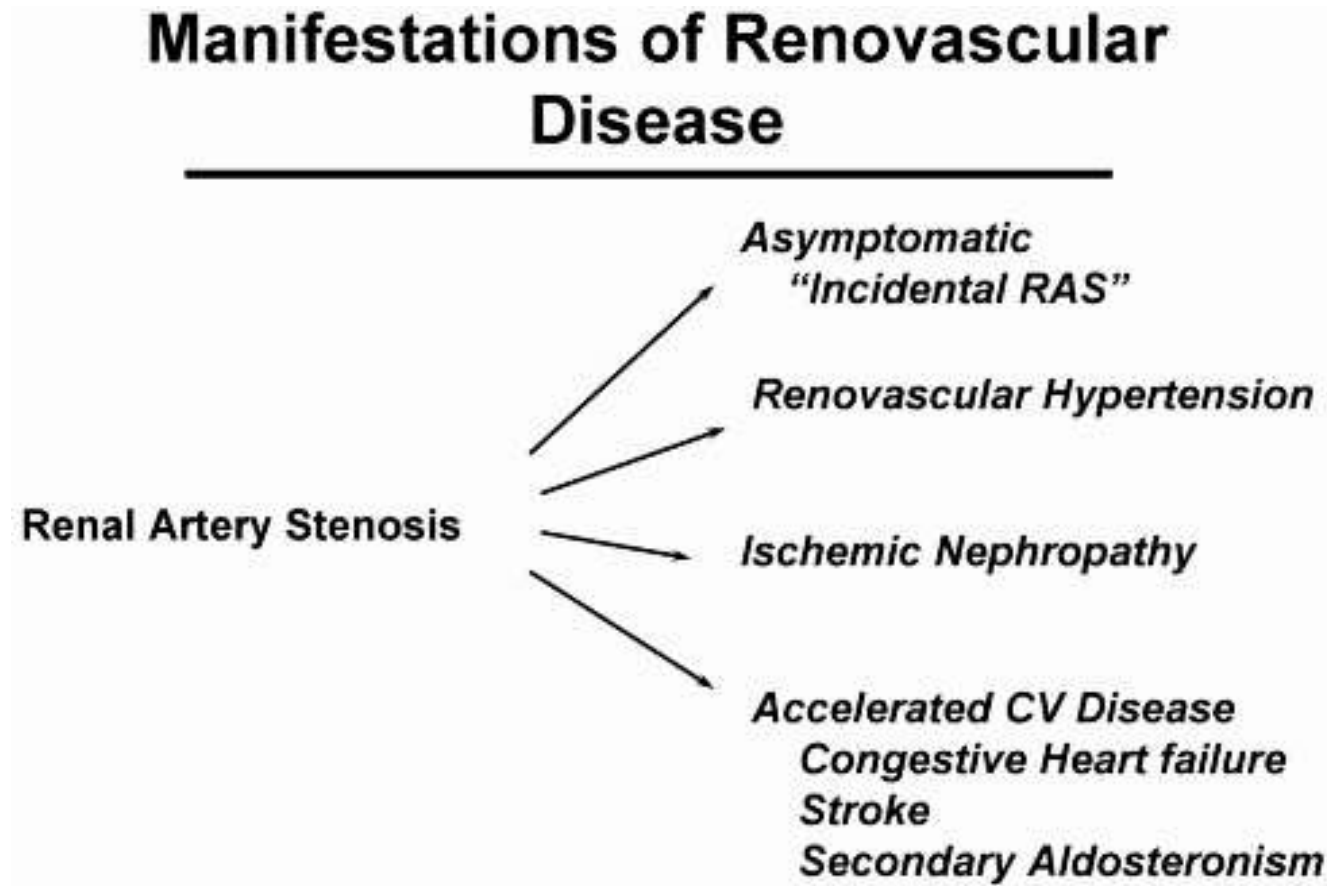 Manifestations of Renovascular
Disease
Asymptomatic
“Incidental RAS”
Renovascular Hypertension
Renal Artery Stenosis
Ischemic Nephropathy
Accelerated CV Disease
Congestive Heart failure
Stroke
Secondary Aldosteronism